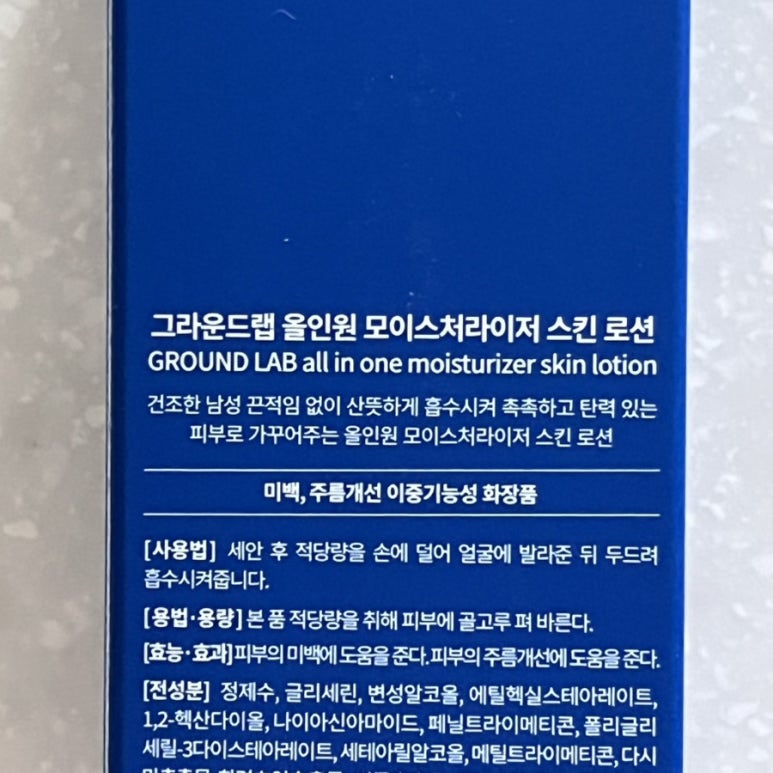 그라운드랩 올인원 모이스처라이저 스킨 로션
GROUND LAB all in one moisturizer skin lotion
건조한 남성 끈적임 없이 산뜻하게 흡수시켜 촉촉하고 탄력 있는
피부로 가꾸어주는 올인원 모이스처라이저 스킨 로션
미백, 주름개선 이중기능성 화장품
[사용법] 세안 후 적당량을 손에 덜어 얼굴에 발라준 뒤 두드려
흡수시켜줍니다.
[용법·용량] 본 품 적당량을 취해 피부에 골고루 펴 바른다.
[효능·효과] 피부의 미백에 도움을 준다. 피부의 주름개선에 도움을 준다.
[전성분] 정제수, 글리세린, 변성알코올, 에틸헥실스테아레이트,
1,2-헥산다이올, 나이아신아마이드, 페닐트라이메티콘, 폴리글리
세릴-3다이스테아레이트, 세테아릴알코올, 메틸트라이메티콘, 다시